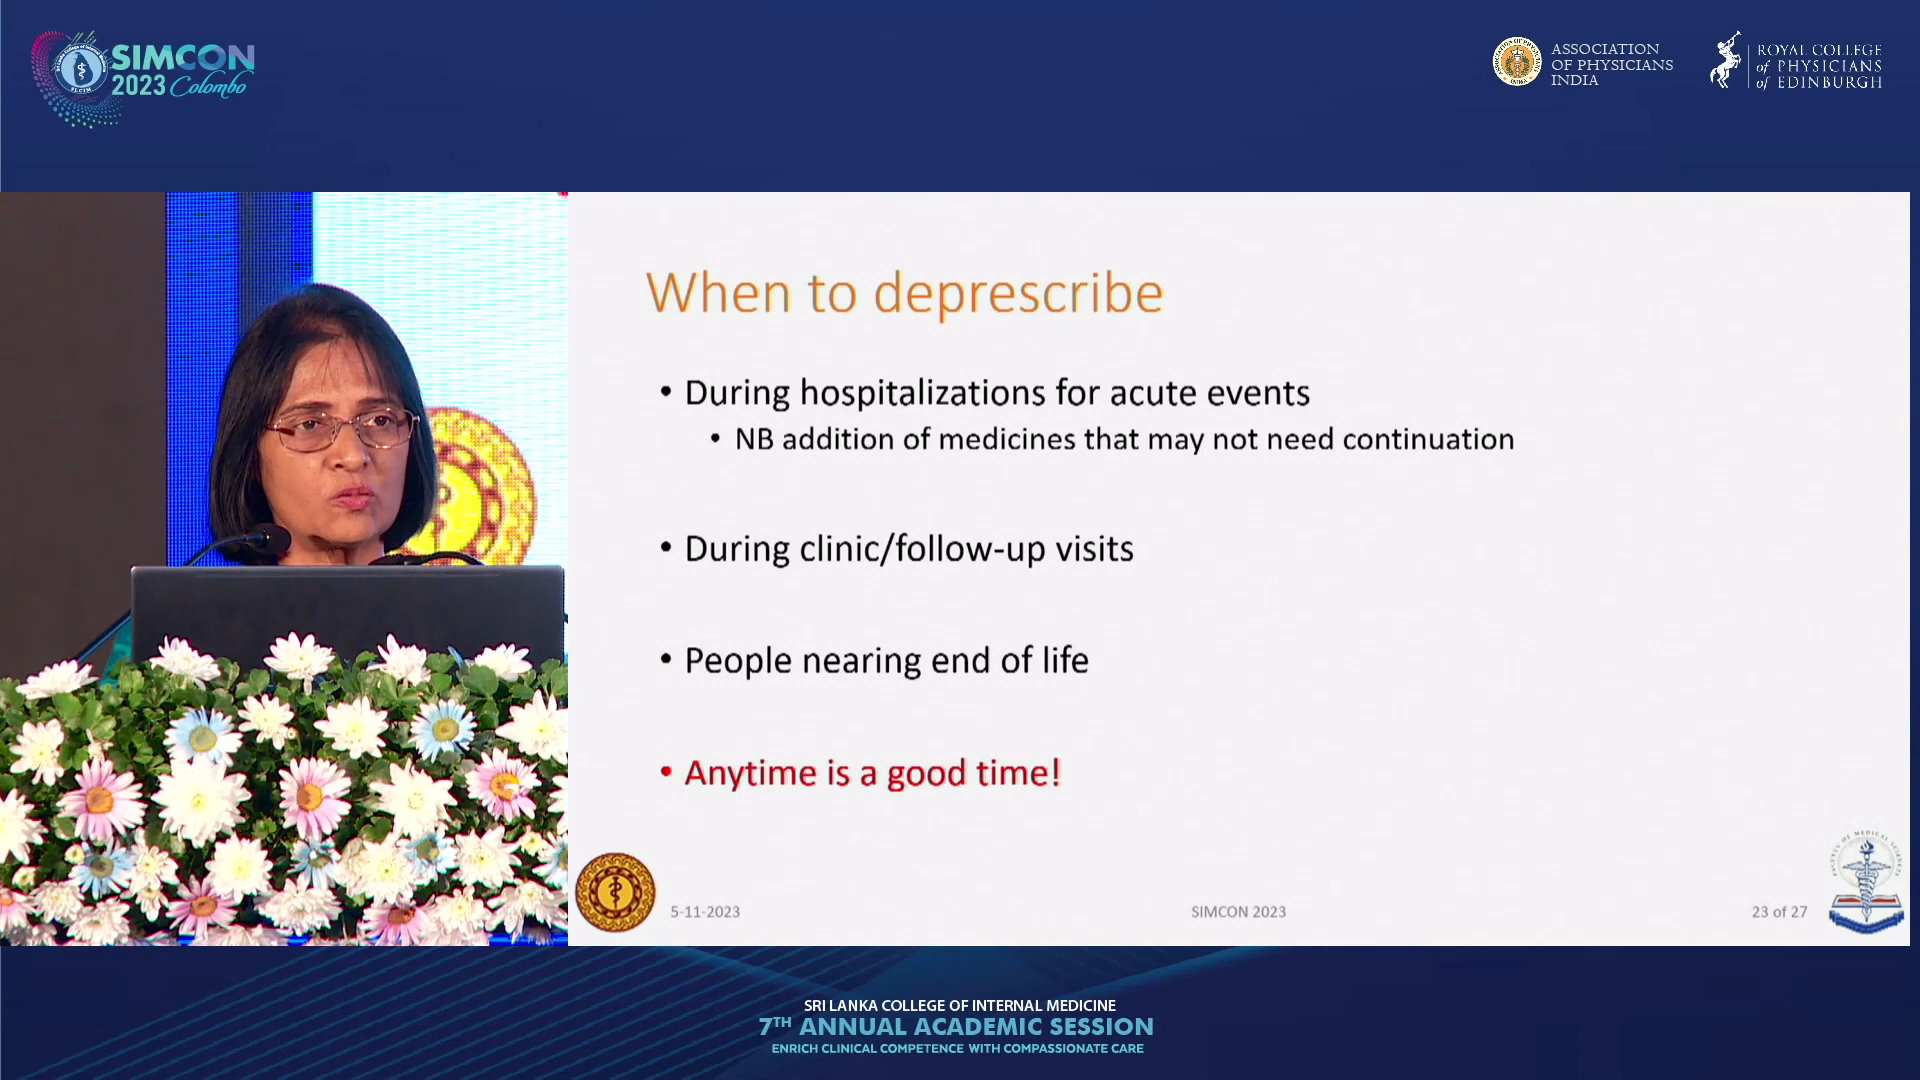 SIMCON
2023 Colombo
SLCIM
ASSOCIATION
OF PHYSICIANS
INDIA
ROYAL COLLEGE
of PHYSICIANS
of EDINBURGH
When to deprescribe
• During hospitalizations for acute events
• NB addition of medicines that may not need continuation
• During clinic/follow-up visits
• People nearing end of life
• Anytime is a good time!
5-11-2023
SIMCON 2023
23 of 27
SRI LANKA COLLEGE OF INTERNAL MEDICINE
7TH ANNUAL ACADEMIC SESSION
ENRICH CLINICAL COMPETENCE WITH COMPASSIONATE CARE